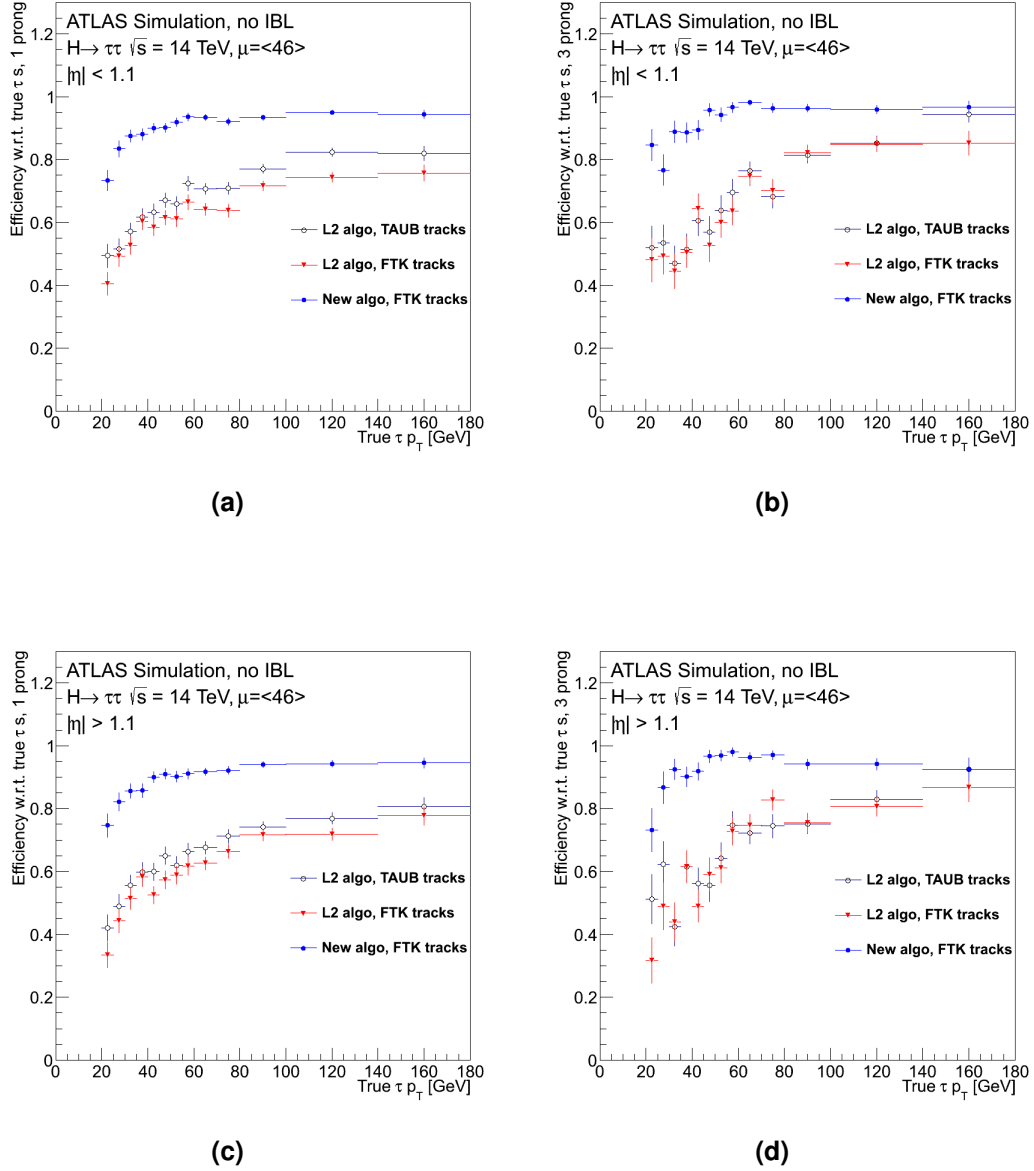 ATLAS Simulation, no IBL
H→ ττ √s = 14 TeV, μ=<46>
|η| < 1.1
Efficiency w.r.t. true τ s, 1 prong
1.2
1
0.8
0.6
0.4
0.2
0
L2 algo, TAUB tracks
L2 algo, FTK tracks
New algo, FTK tracks
20 40 60 80 100 120 140 160 180
True τ p_T [GeV]
(a)
ATLAS Simulation, no IBL
H→ ττ √s = 14 TeV, μ=<46>
|η| < 1.1
Efficiency w.r.t. true τ s, 3 prong
1.2
1
0.8
0.6
0.4
0.2
0
L2 algo, TAUB tracks
L2 algo, FTK tracks
New algo, FTK tracks
0 20 40 60 80 100 120 140 160 180
True τ p_T [GeV]
(b)
ATLAS Simulation, no IBL
H→ ττ √s = 14 TeV, μ=<46>
|η| > 1.1
Efficiency w.r.t. true τ s, 1 prong
1.2
1
0.8
0.6
0.4
0.2
0
L2 algo, TAUB tracks
L2 algo, FTK tracks
New algo, FTK tracks
0 20 40 60 80 100 120 140 160 180
True τ p_T [GeV]
(c)
ATLAS Simulation, no IBL
H→ ττ √s = 14 TeV, μ=<46>
|η| > 1.1
Efficiency w.r.t. true τ s, 3 prong
1.2
1
0.8
0.6
0.4
0.2
0
L2 algo, TAUB tracks
L2 algo, FTK tracks
New algo, FTK tracks
0 20 40 60 80 100 120 140 160 180
True τ p_T [GeV]
(d)